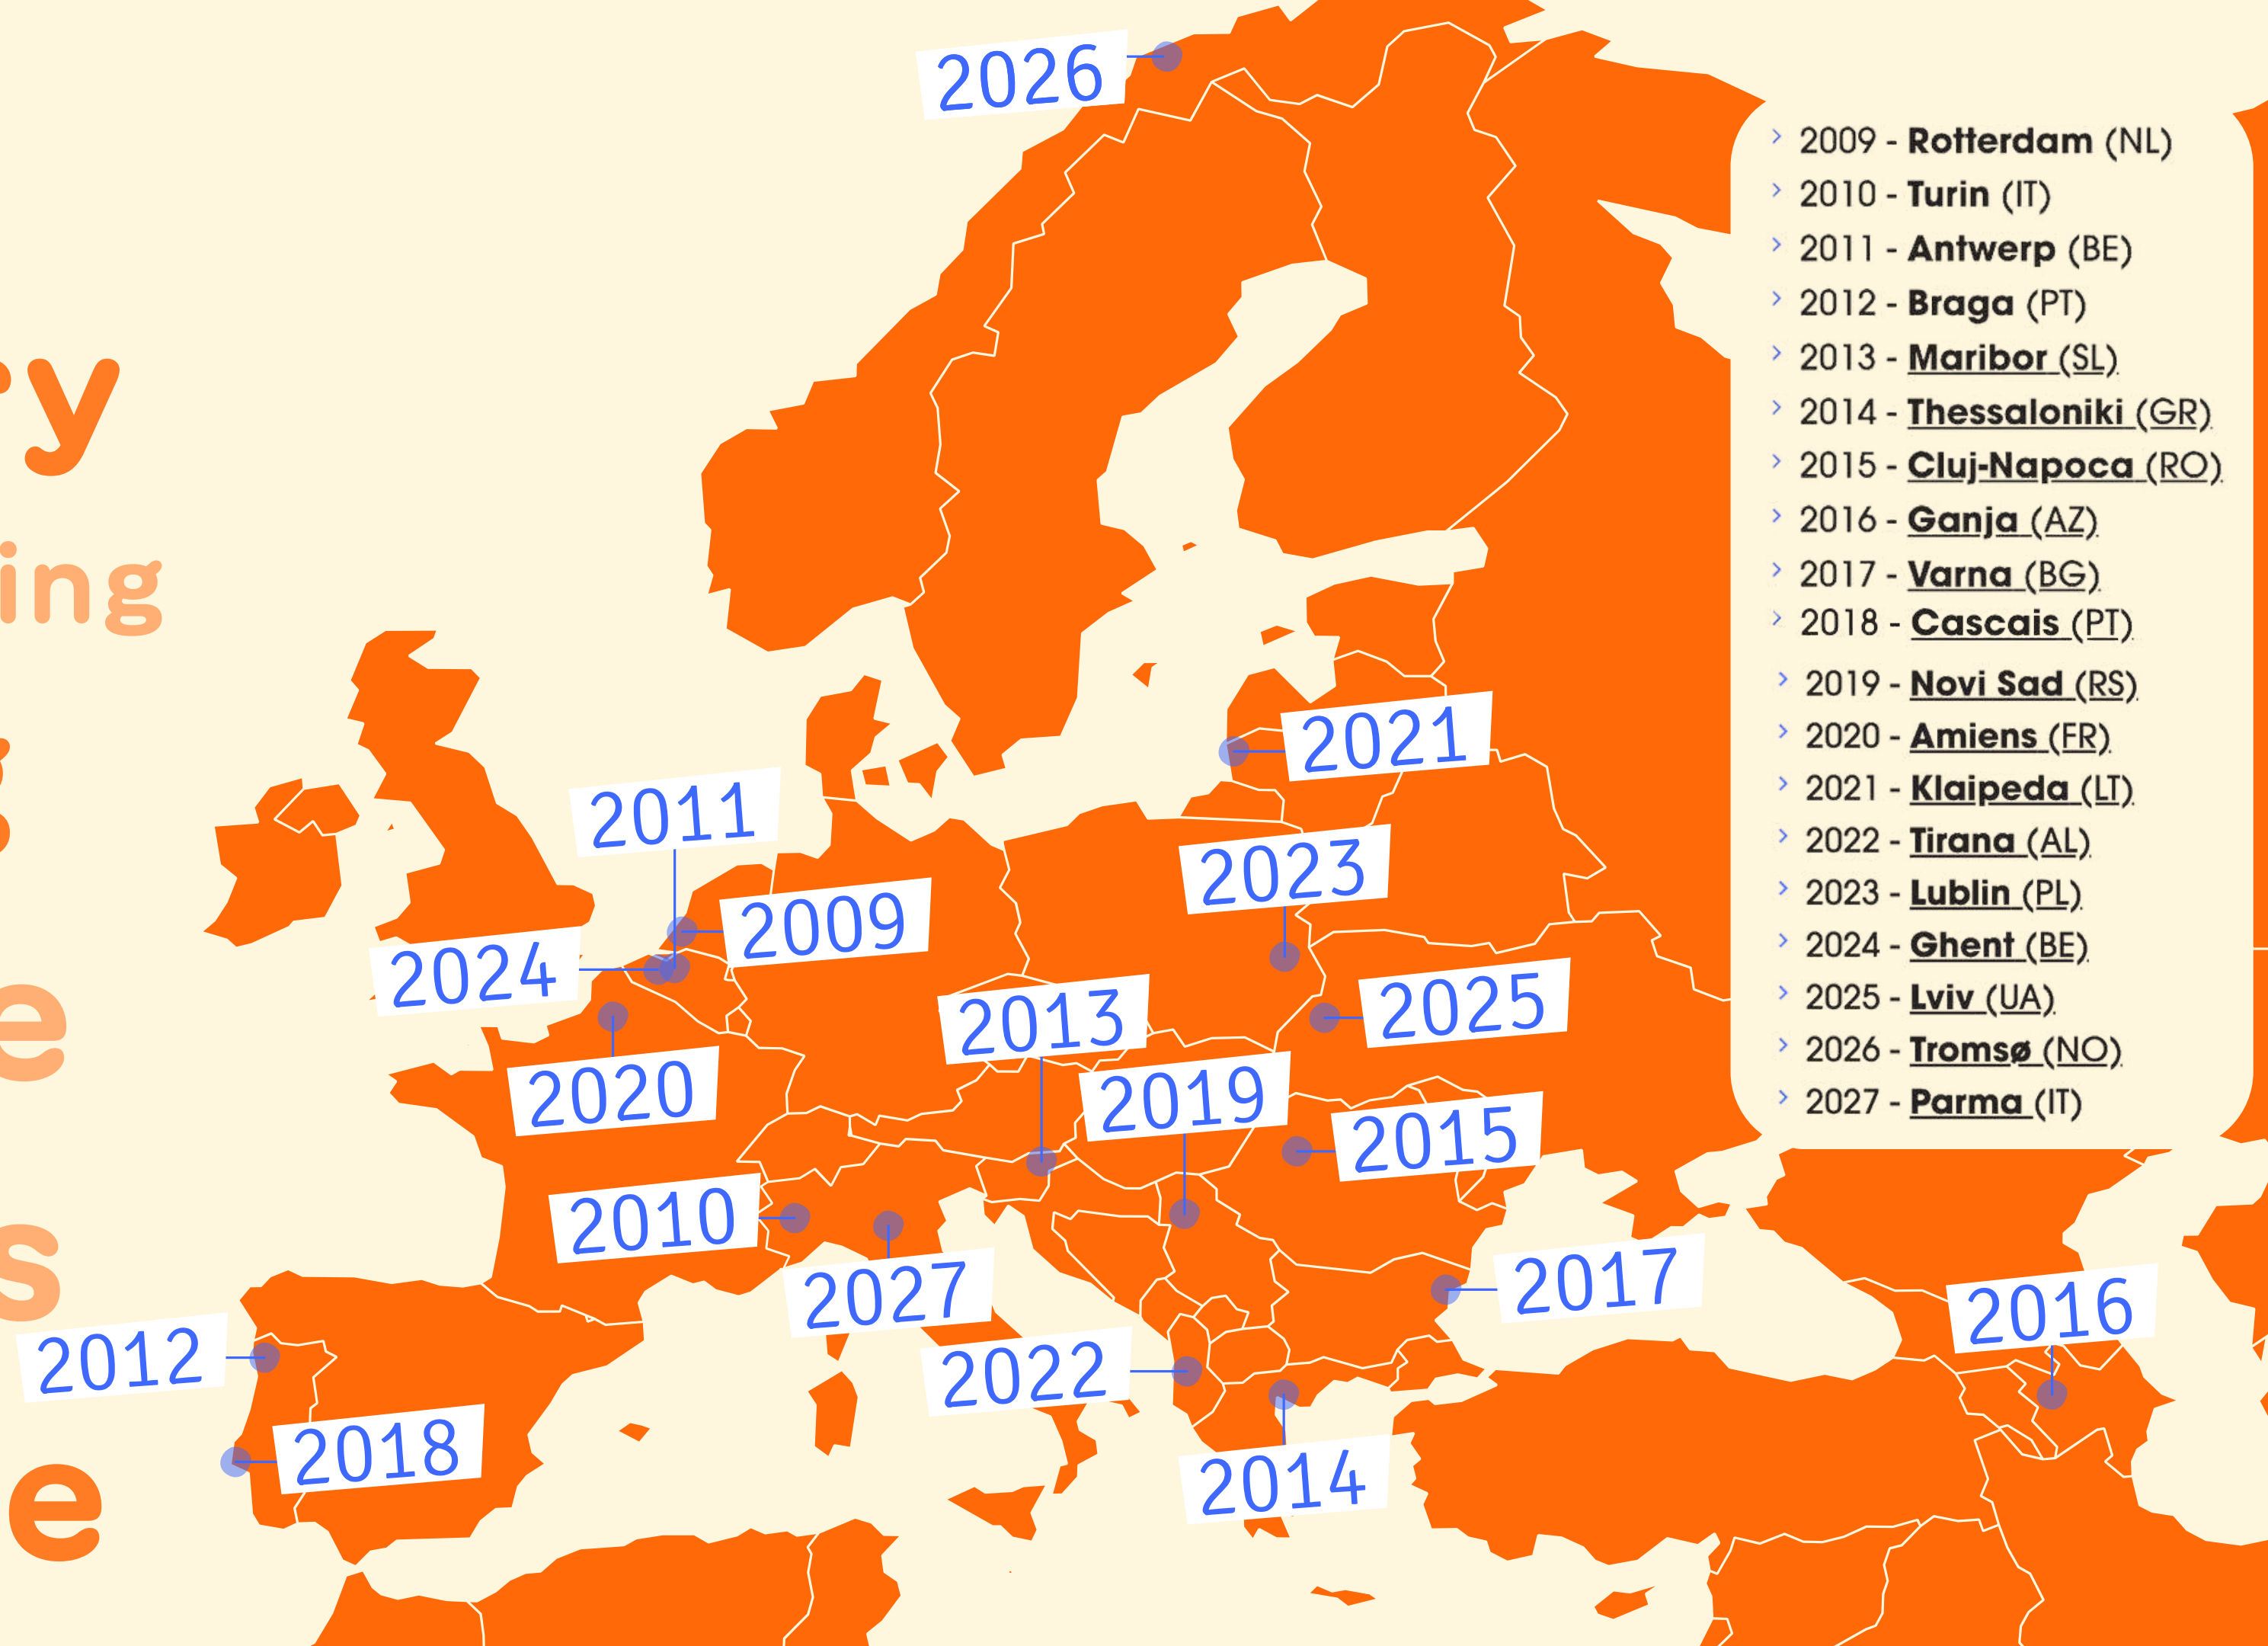 y
ing
e
s
e
2026
2021
2011
2023
2009
2024
2025
2013
2020
2019
2015
2010
2027
2017
2016
2012
2022
2018
2014
2009 - Rotterdam (NL)
2010 - Turin (IT)
2011 - Antwerp (BE)
2012 - Braga (PT)
2013 - Maribor (SL)
2014 - Thessaloniki (GR)
2015 - Cluj-Napoca (RO)
2016 - Ganja (AZ)
2017 - Varna (BG)
2018 - Cascais (PT)
2019 - Novi Sad (RS)
2020 - Amiens (FR)
2021 - Klaipeda (LT)
2022 - Tirana (AL)
2023 - Lublin (PL)
2024 - Ghent (BE)
2025 - Lviv (UA)
2026 - Tromsø (NO)
2027 - Parma (IT)